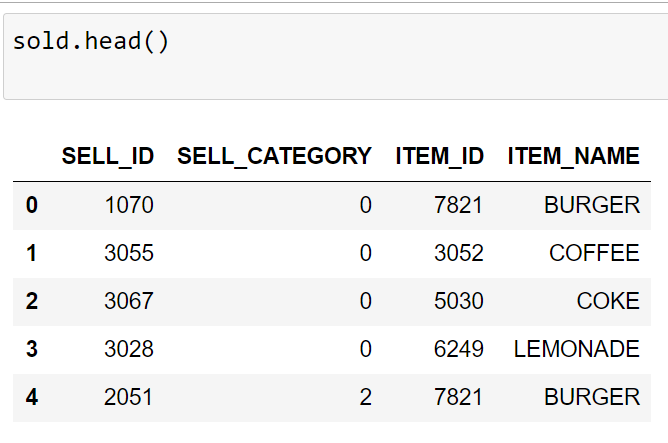 sold.head()
SELL_ID SELL_CATEGORY ITEM_ID ITEM_NAME
0 1070 0 7821 BURGER
1 3055 0 3052 COFFEE
2 3067 0 5030 COKE
3 3028 0 6249 LEMONADE
4 2051 2 7821 BURGER